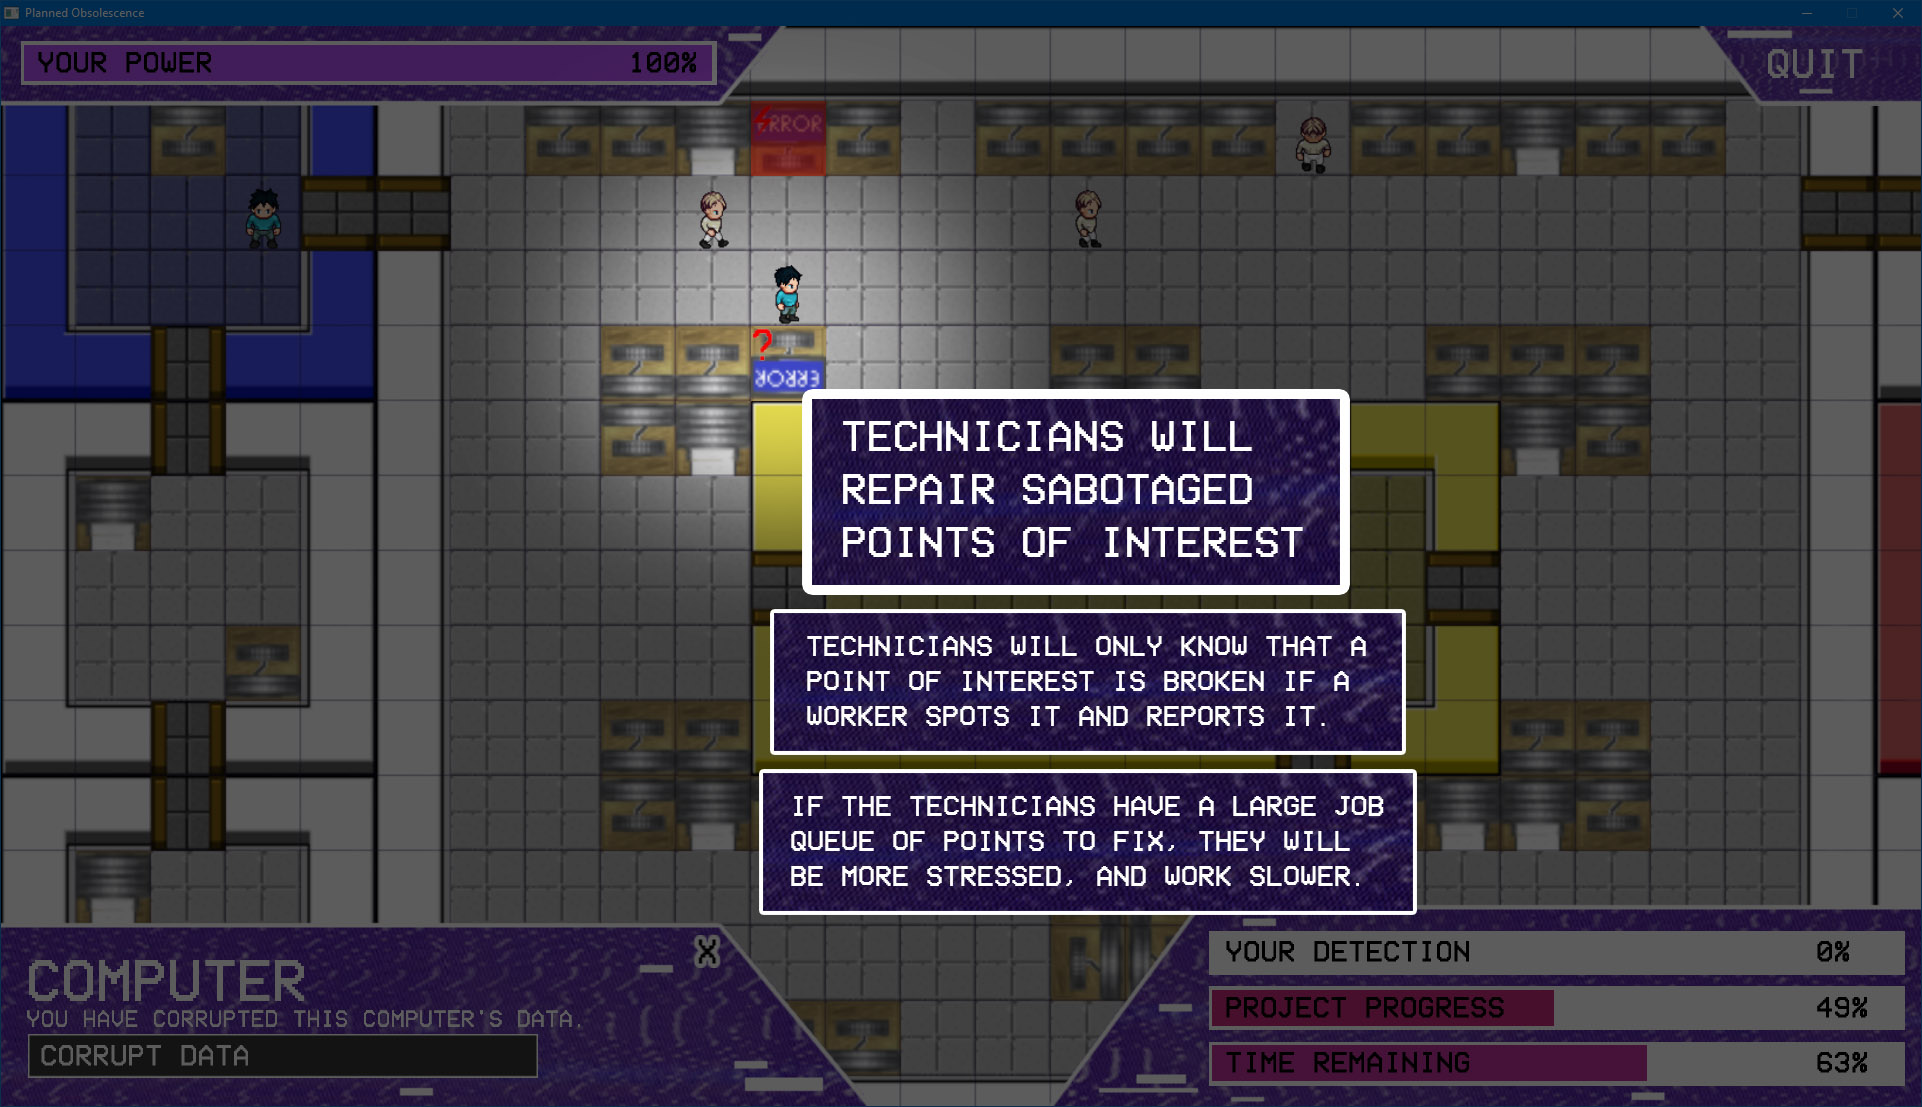 Planned Obsolescence
YOUR POWER 100%
QUIT
ERROR
?
ERROR
TECHNICIANS WILL
REPAIR SABOTAGED
POINTS OF INTEREST
TECHNICIANS WILL ONLY KNOW THAT A
POINT OF INTEREST IS BROKEN IF A
WORKER SPOTS IT AND REPORTS IT.
IF THE TECHNICIANS HAVE A LARGE JOB
QUEUE OF POINTS TO FIX, THEY WILL
BE MORE STRESSED, AND WORK SLOWER.
X
COMPUTER
YOU HAVE CORRUPTED THIS COMPUTER'S DATA.
CORRUPT DATA
YOUR DETECTION 0%
PROJECT PROGRESS 49%
TIME REMAINING 63%